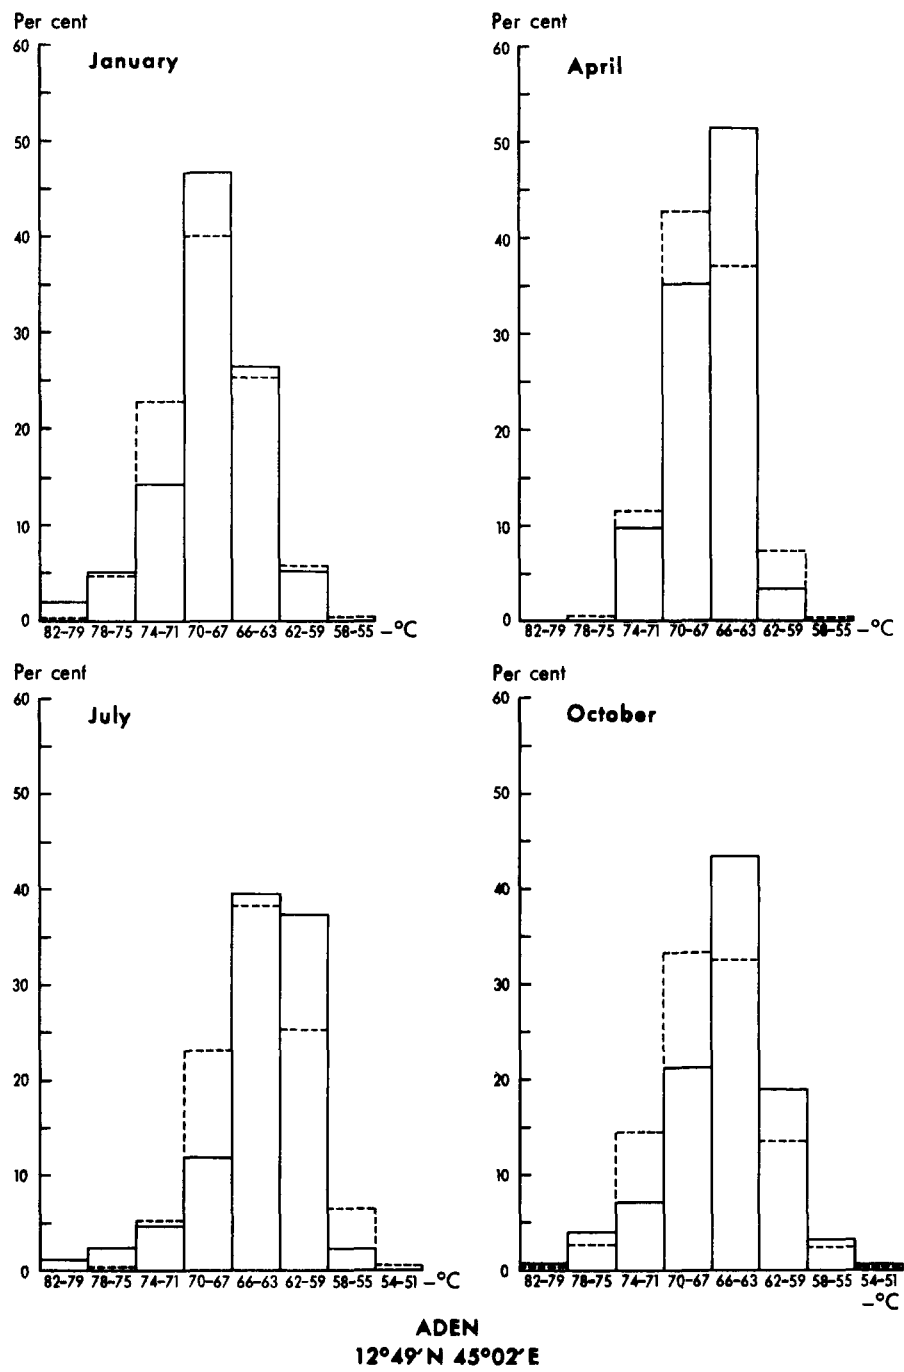 Per cent
January
60
50
40
30
20
10
0
82-79 78-75 74-71 70-67 66-63 62-59 58-55 -°C
Per cent
April
60
50
40
30
20
10
0
82-79 78-75 74-71 70-67 66-63 62-59 58-55 -°C
Per cent
July
60
50
40
30
20
10
0
82-79 78-75 74-71 70-67 66-63 62-59 58-55 54-51 -°C
Per cent
October
60
50
40
30
20
10
0
82-79 78-75 74-71 70-67 66-63 62-59 58-55 54-51
-°C
ADEN
12°49′N 45°02′E